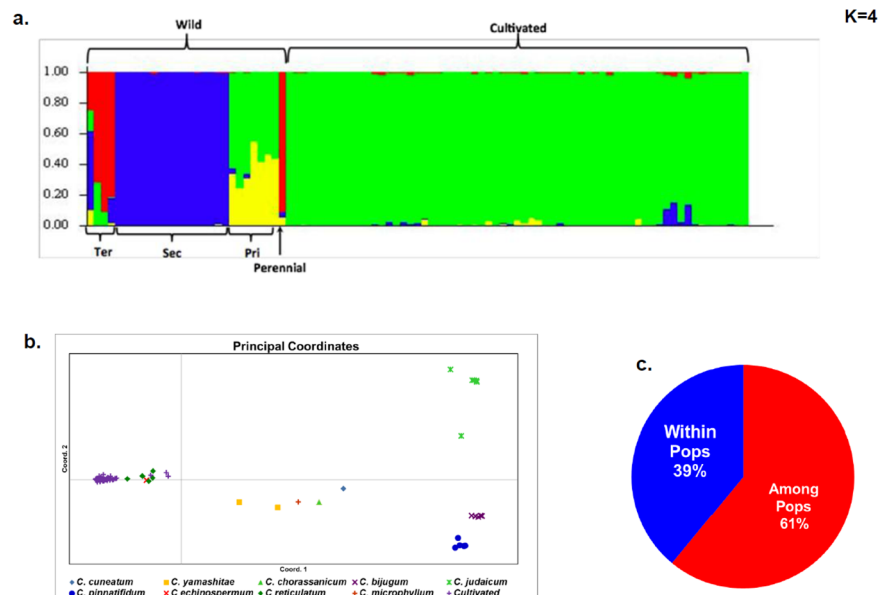 a.
K=4
Wild
Cultivated
1.00
0.80
0.60
0.40
0.20
0.00
Ter
Sec
Pri
Perennial
b.
Principal Coordinates
Coord. 2
Coord. 1
C. cuneatum
C. yamashitae
C. chorassanicum
C. bijugum
C. judaicum
C. pinnatifidum
C. echinospermum
C. reticulatum
C. microphylium
Cultivated
c.
Within
Pops
39%
Among
Pops
61%